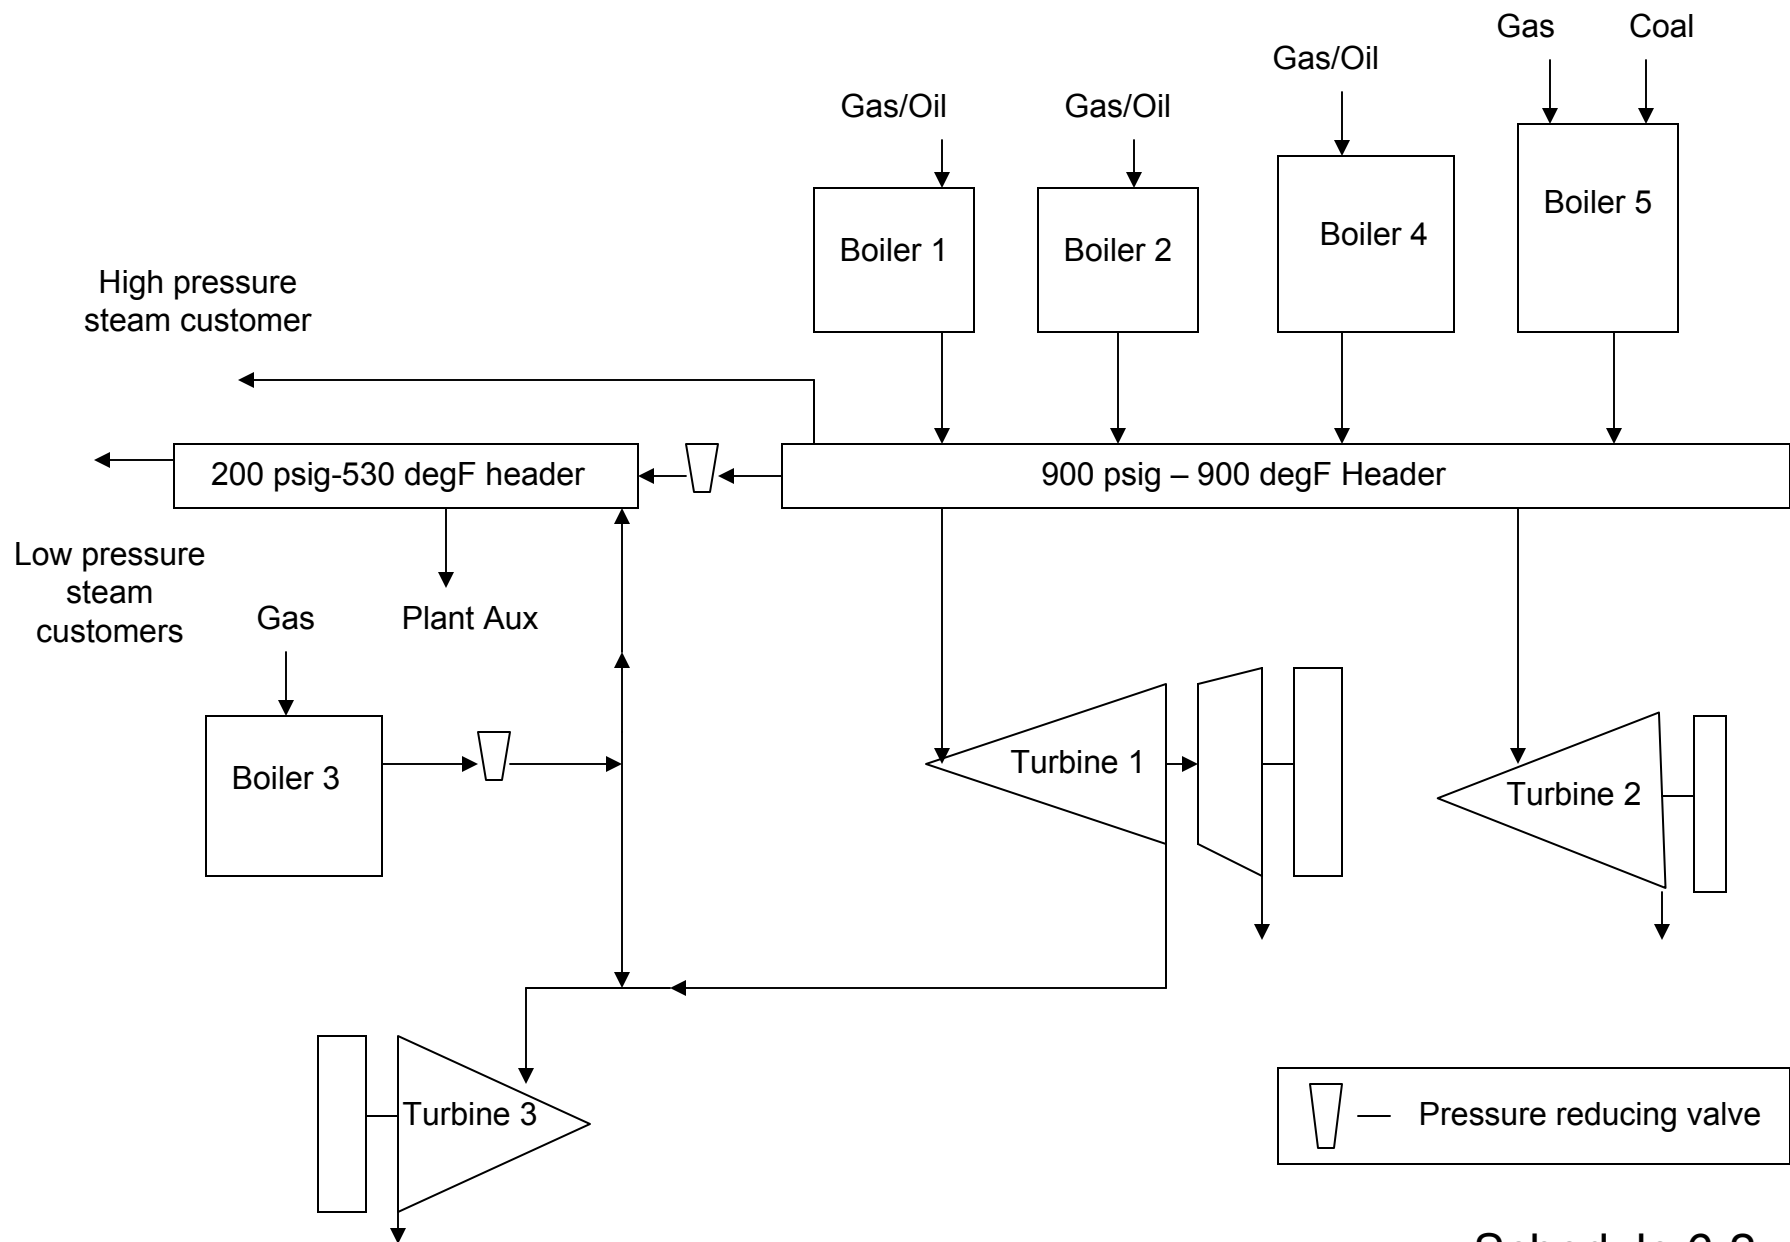 Gas
Coal
Gas/Oil
Gas/Oil
Gas/Oil
Boiler 1
Boiler 2
Boiler 4
Boiler 5
High pressure
steam customer
200 psig-530 degF header
900 psig – 900 degF Header
Low pressure
steam
customers
Gas
Plant Aux
Boiler 3
Turbine 1
Turbine 2
Turbine 3
Pressure reducing valve